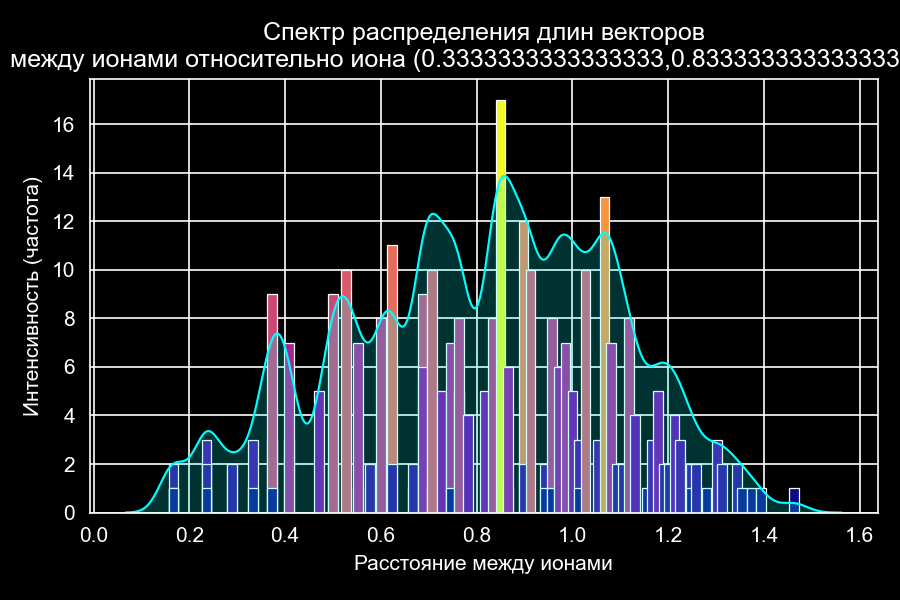 Спектр распределения длин векторов
между ионами относительно иона (0.3333333333333333,0.8333333333333333
Интенсивность (частота)
16
14
12
10
8
6
4
2
0
0.0 0.2 0.4 0.6 0.8 1.0 1.2 1.4 1.6
Расстояние между ионами